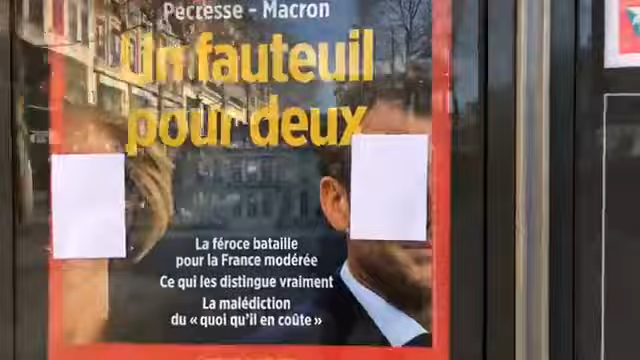 Pécresse - Macron
Un fauteuil
pour deux
La féroce bataille
pour la France modérée
Ce qui les distingue vraiment
La malédiction
du « quoi qu'il en coûte »